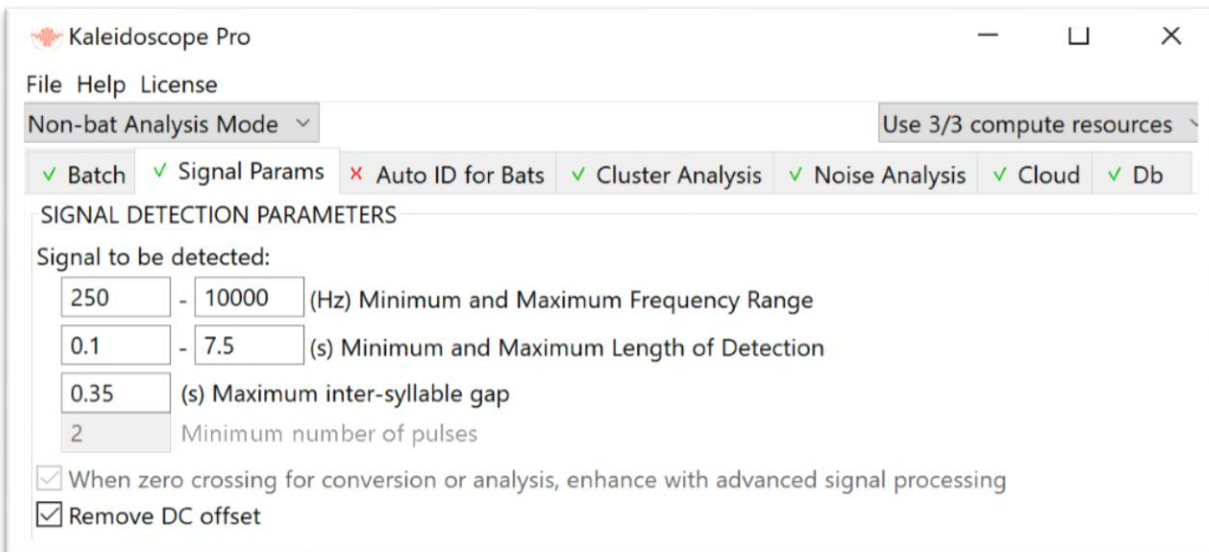 Kaleidoscope Pro
File Help License
Non-bat Analysis Mode Use 3/3 compute resources
Batch Signal Params Auto ID for Bats Cluster Analysis Noise Analysis Cloud Db
SIGNAL DETECTION PARAMETERS
Signal to be detected:
250 - 10000 (Hz) Minimum and Maximum Frequency Range
0.1 - 7.5 (s) Minimum and Maximum Length of Detection
0.35 (s) Maximum inter-syllable gap
2 Minimum number of pulses
When zero crossing for conversion or analysis, enhance with advanced signal processing
Remove DC offset